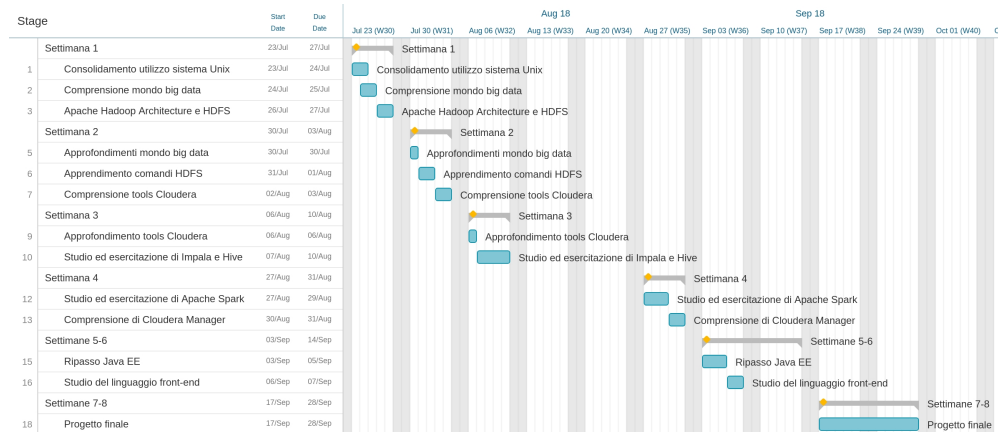 Stage
Start Date
Due Date
Aug 18
Sep 18
Jul 23 (W30) Jul 30 (W31) Aug 06 (W32) Aug 13 (W33) Aug 20 (W34) Aug 27 (W35) Sep 03 (W36) Sep 10 (W37) Sep 17 (W38) Sep 24 (W39) Oct 01 (W40)
Settimana 1 23/Jul 27/Jul Settimana 1
1 Consolidamento utilizzo sistema Unix 23/Jul 24/Jul Consolidamento utilizzo sistema Unix
2 Comprensione mondo big data 24/Jul 25/Jul Comprensione mondo big data
3 Apache Hadoop Architecture e HDFS 26/Jul 27/Jul Apache Hadoop Architecture e HDFS
Settimana 2 30/Jul 03/Aug Settimana 2
5 Approfondimenti mondo big data 30/Jul 30/Jul Approfondimenti mondo big data
6 Apprendimento comandi HDFS 31/Jul 01/Aug Apprendimento comandi HDFS
7 Comprensione tools Cloudera 02/Aug 03/Aug Comprensione tools Cloudera
Settimana 3 06/Aug 10/Aug Settimana 3
9 Approfondimento tools Cloudera 06/Aug 06/Aug Approfondimento tools Cloudera
10 Studio ed esercitazione di Impala e Hive 07/Aug 10/Aug Studio ed esercitazione di Impala e Hive
Settimana 4 27/Aug 31/Aug Settimana 4
12 Studio ed esercitazione di Apache Spark 27/Aug 29/Aug Studio ed esercitazione di Apache Spark
13 Comprensione di Cloudera Manager 30/Aug 31/Aug Comprensione di Cloudera Manager
Settimane 5-6 03/Sep 14/Sep Settimane 5-6
15 Ripasso Java EE 03/Sep 05/Sep Ripasso Java EE
16 Studio del linguaggio front-end 06/Sep 07/Sep Studio del linguaggio front-end
Settimane 7-8 17/Sep 28/Sep Settimane 7-8
18 Progetto finale 17/Sep 28/Sep Progetto finale